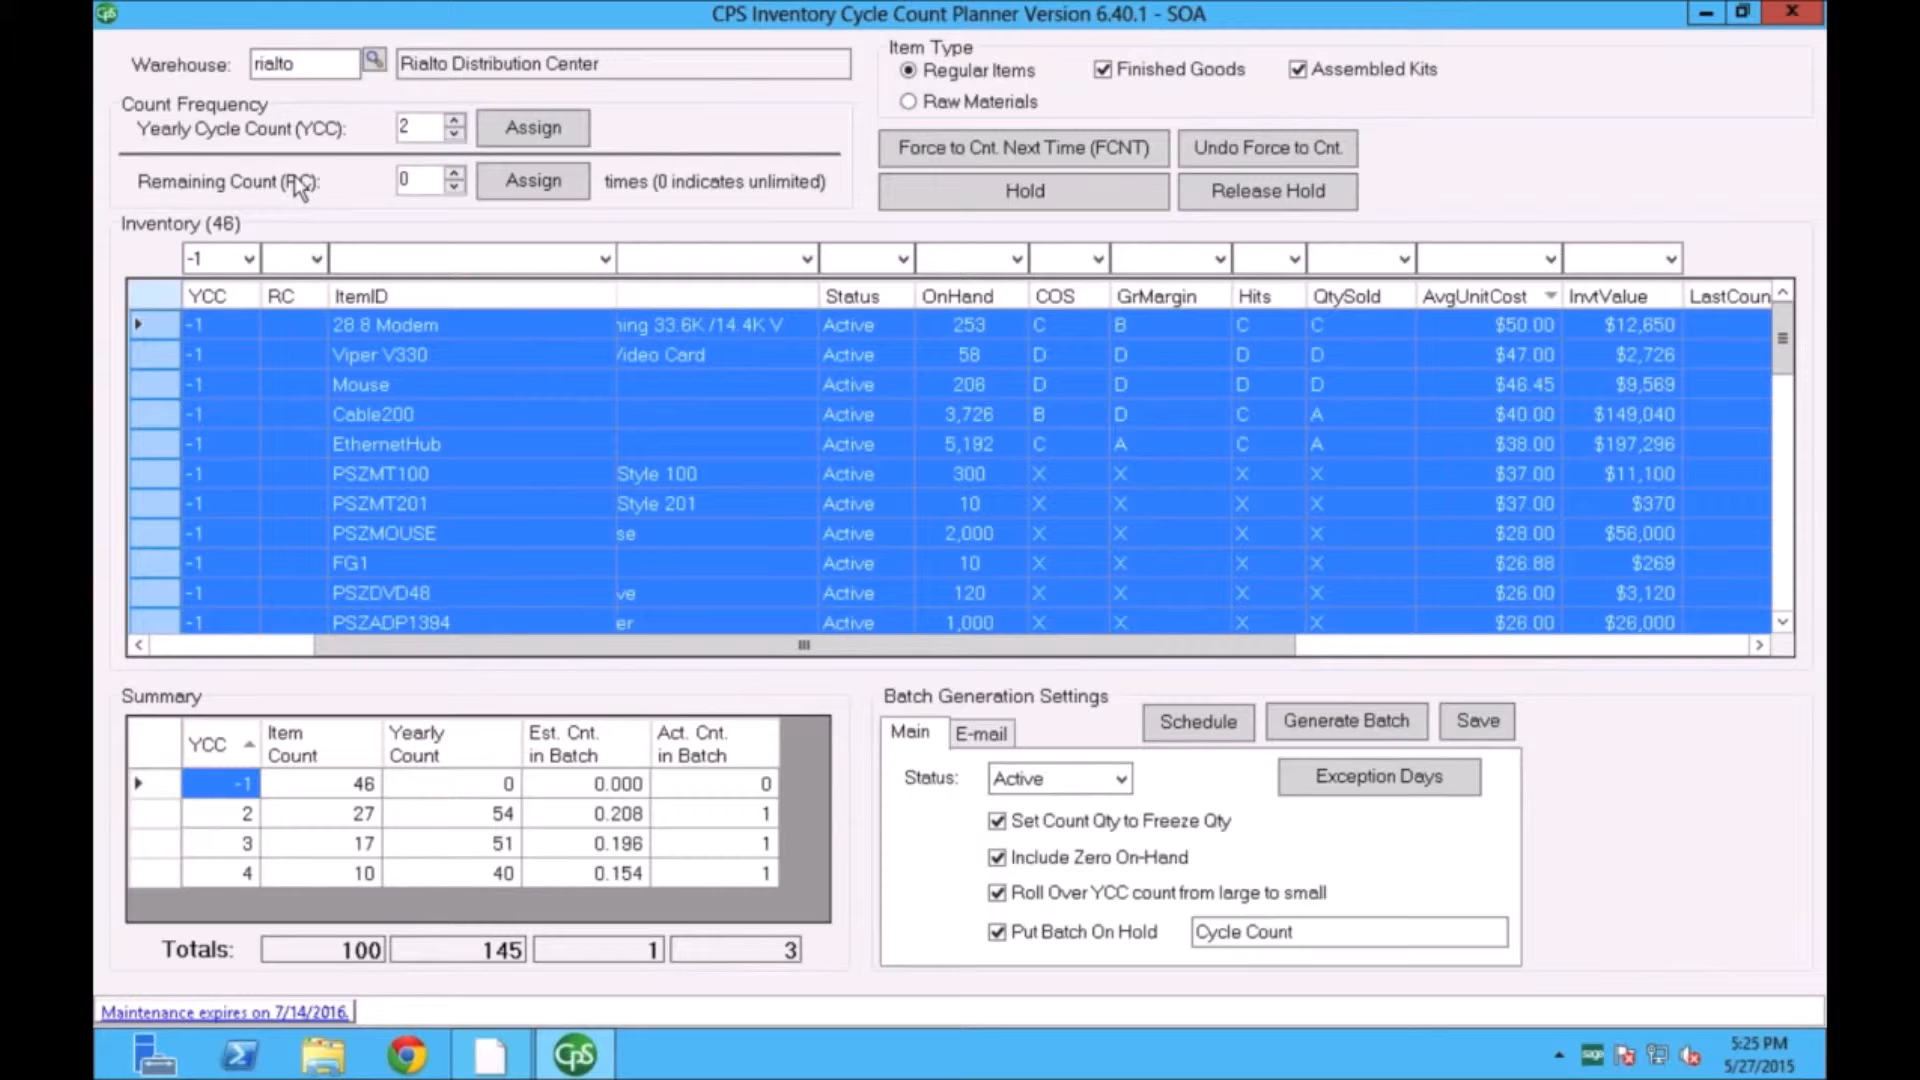 CPS Inventory Cycle Count Planner Version 6.40.1 - SOA
Warehouse: rialto Rialto Distribution Center
Item Type
Regular Items Finished Goods Assembled Kits
Raw Materials
Count Frequency
Yearly Cycle Count (YCC): 2 Assign
Remaining Count (RC): 0 Assign times (0 indicates unlimited)
Force to Cnt. Next Time (FCNT) Undo Force to Cnt.
Hold Release Hold
Inventory (46)
-1
YCC RC ItemID Status OnHand COS GrMargin Hits QtySold AvgUnitCost InvtValue LastCoun
-1 28.8 Modem ning 33.6K /14.4K V Active 253 C B C C $50.00 $12,650
-1 Viper V330 Video Card Active 58 D D D D $47.00 $2,726
-1 Mouse Active 206 D D D D $46.45 $9,569
-1 Cable200 Active 3,726 B D C A $40.00 $149,040
-1 EthernetHub Active 5,192 C A C A $38.00 $197,296
-1 PSZMT100 Style 100 Active 300 X X X X $37.00 $11,100
-1 PSZMT201 Style 201 Active 10 X X X X $37.00 $370
-1 PSZMOUSE se Active 2,000 X X X X $28.00 $56,000
-1 FG1 Active 10 X X X X $26.88 $269
-1 PSZDVD48 ve Active 120 X X X X $26.00 $3,120
-1 PSZADP1394 er Active 1,000 X X X X $26.00 $26,000
Summary
YCC Item Count Yearly Count Est. Cnt. in Batch Act. Cnt. in Batch
-1 46 0 0.000 0
2 27 54 0.208 1
3 17 51 0.196 1
4 10 40 0.154 1
Totals: 100 145 1 3
Batch Generation Settings
Main E-mail Schedule Generate Batch Save
Status: Active Exception Days
Set Count Qty to Freeze Qty
Include Zero On-Hand
Roll Over YCC count from large to small
Put Batch On Hold Cycle Count
Maintenance expires on 7/14/2016.
CPS
sage
5:25 PM
5/27/2015